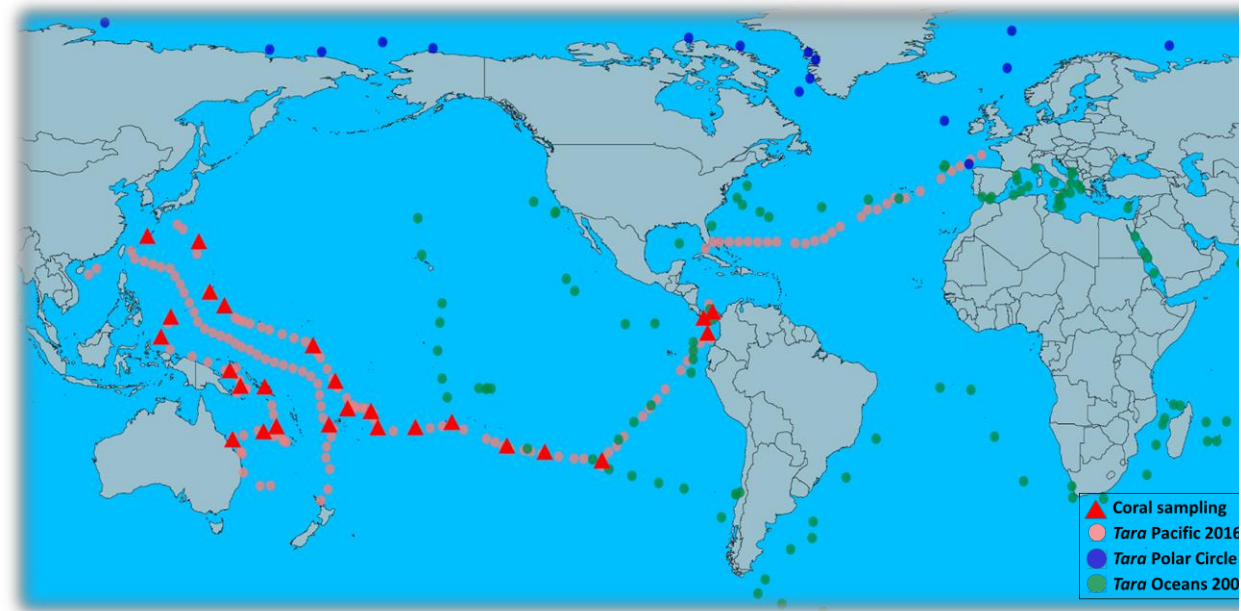 Coral sampling
Tara Pacific 2016
Tara Polar Circle
Tara Oceans 200